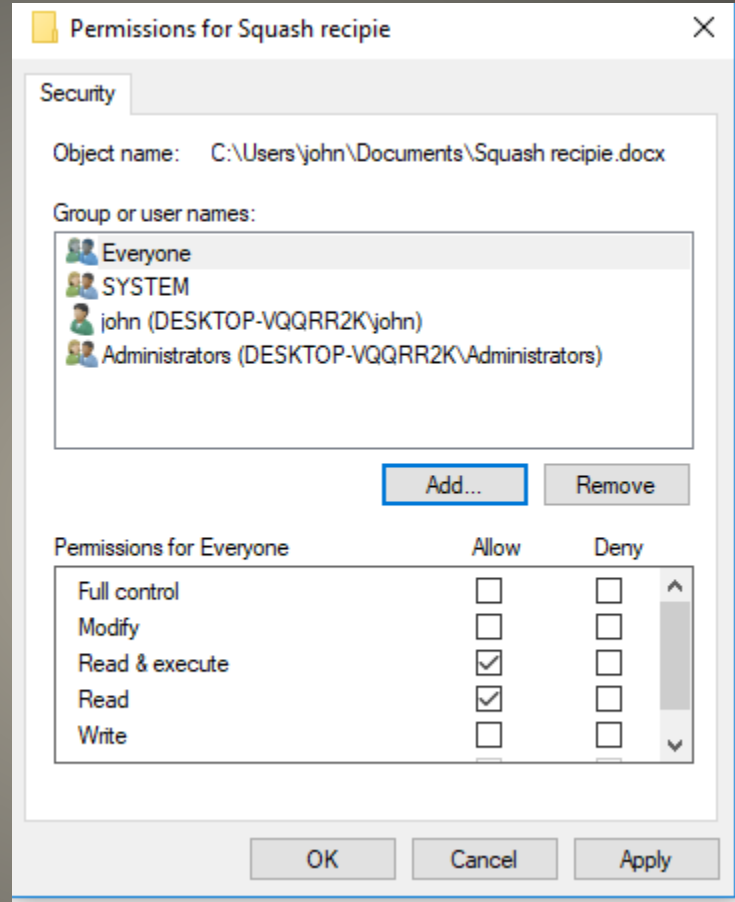 Permissions for Squash recipie
Security
Object name: C:\Users\john\Documents\Squash recipie.docx
Group or user names:
Everyone
SYSTEM
john (DESKTOP-VQQRR2K\john)
Administrators (DESKTOP-VQQRR2K\Administrators)
Add... Remove
Permissions for Everyone Allow Deny
Full control
Modify
Read & execute
Read
Write
OK Cancel Apply